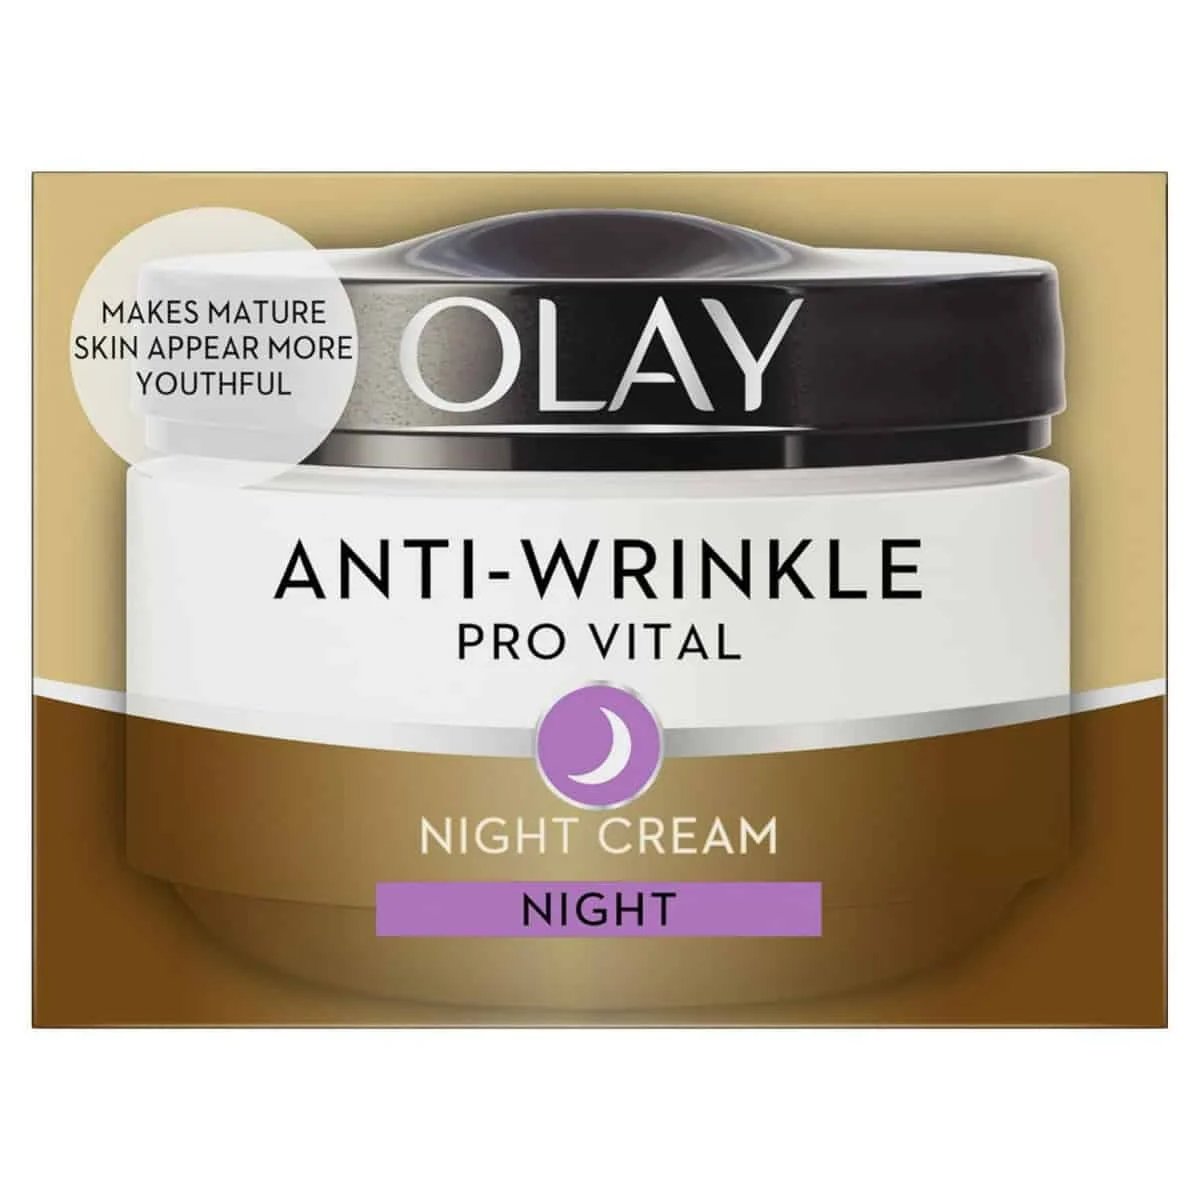 MAKES MATURE
SKIN APPEAR MORE
YOUTHFUL
OLAY
ANTI-WRINKLE
PRO VITAL
NIGHT CREAM
NIGHT